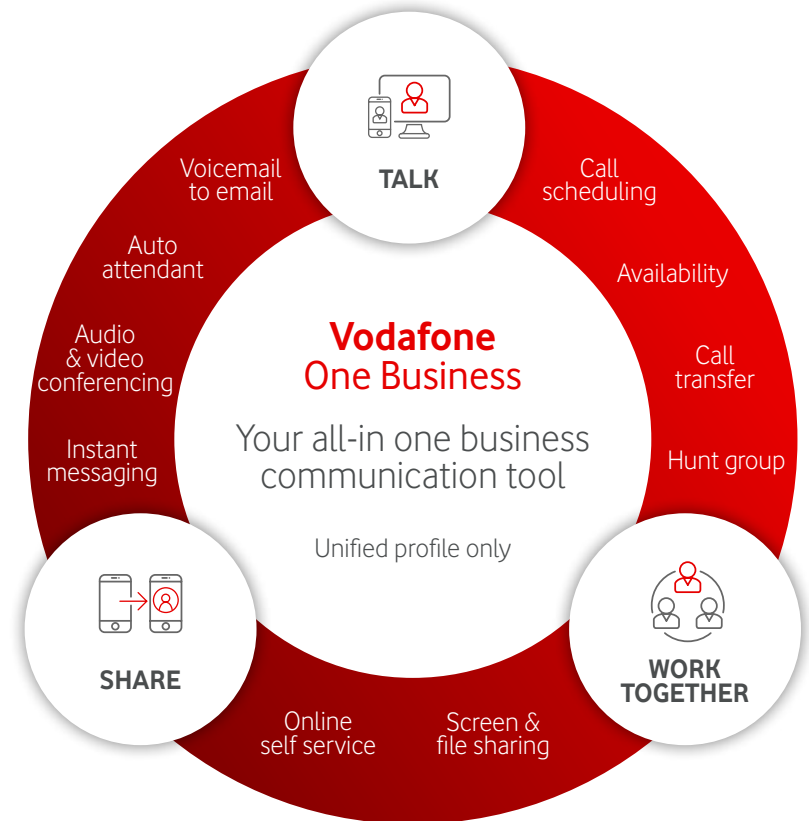 TALK
Call
scheduling
Availability
Call
transfer
Hunt group
WORK
TOGETHER
Screen &
file sharing
Online
self service
SHARE
Instant
messaging
Audio
& video
conferencing
Auto
attendant
Voicemail
to email
Vodafone
One Business
Your all-in one business
communication tool
Unified profile only